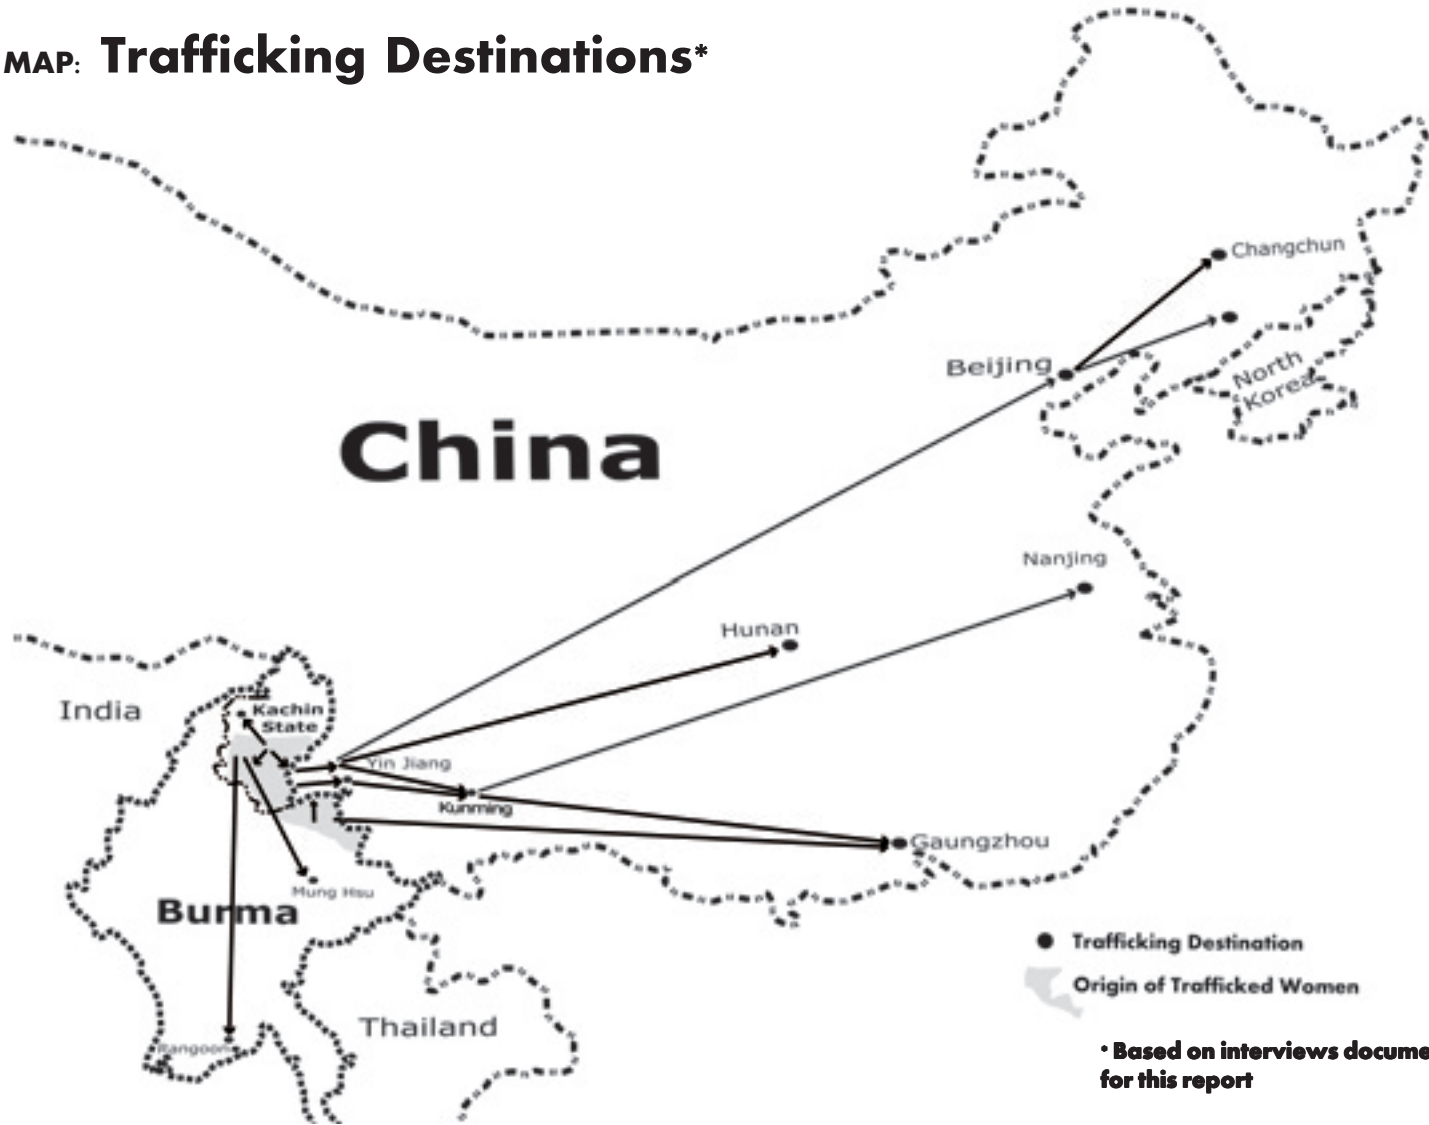 MAP: Trafficking Destinations*
Changchun
Beijing
North
Korea
China
Nanjing
Hunan
India
Kachin
State
Yin Jiang
Kunming
Gaungzhou
Mung Hsu
Burma
Trafficking Destination
Origin of Trafficked Women
Thailand
Rangoon
* Based on interviews docume
for this report